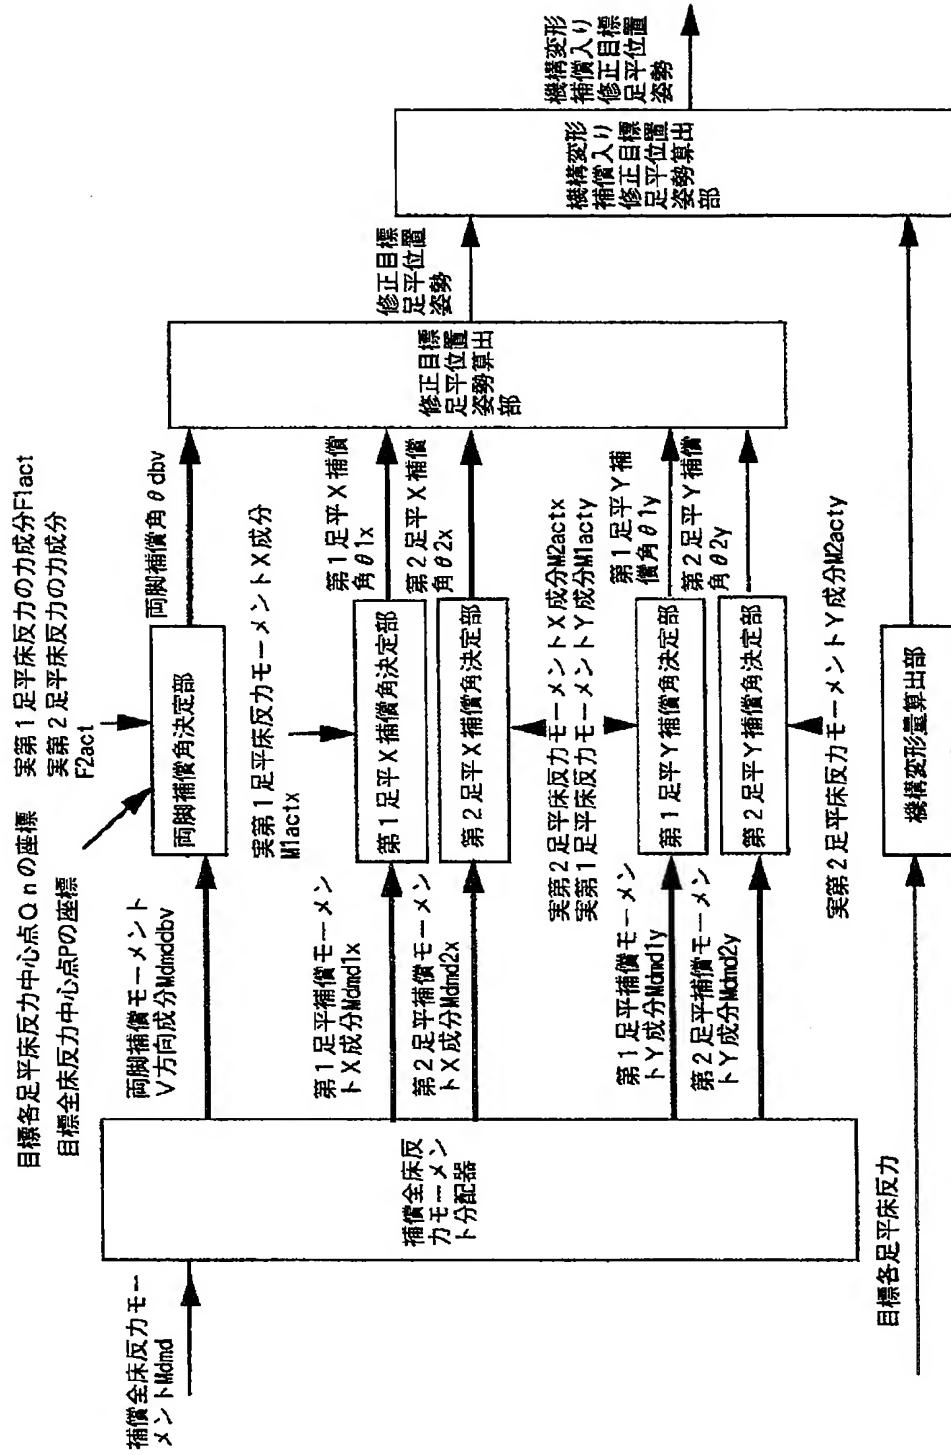 補償全床反力モー
メントMdmd
補償全床反
力モーメン
ト分配器
目標各足平床反力中心点Qnの座標
目標全床反力中心点Pの座標
実第1足平床反力の力成分F1act
実第2足平床反力の力成分
F2act
両脚補償モーメント
V方向成分Mdmddbv
両脚補償角決定部
両脚補償角θdbv
実第1足平床反力モーメントX成分
M1actx
第1足平補償モーメン
トX成分Mdmd1x
第1足平X補償角決定部
第1足平X補償
角θ1x
第2足平補償モーメン
トX成分Mdmd2x
第2足平X補償角決定部
第2足平X補償
角θ2x
実第2足平床反力モーメントX成分M2actx
実第1足平床反力モーメントY成分M1acty
第1足平補償モーメン
トY成分Mdmd1y
第1足平Y補償角決定部
第1足平Y補
償角θ1y
第2足平補償モーメン
トY成分Mdmd2y
第2足平Y補償角決定部
第2足平Y補償
角θ2y
実第2足平床反力モーメントY成分M2acty
目標各足平床反力
機構変形量算出部
修正目標
足平位置
姿勢算出
部
修正目標
足平位置
姿勢
機構変形
補償入り
修正目標
足平位置
姿勢算出
部
機構変形
補償入り
修正目標
足平位置
姿勢